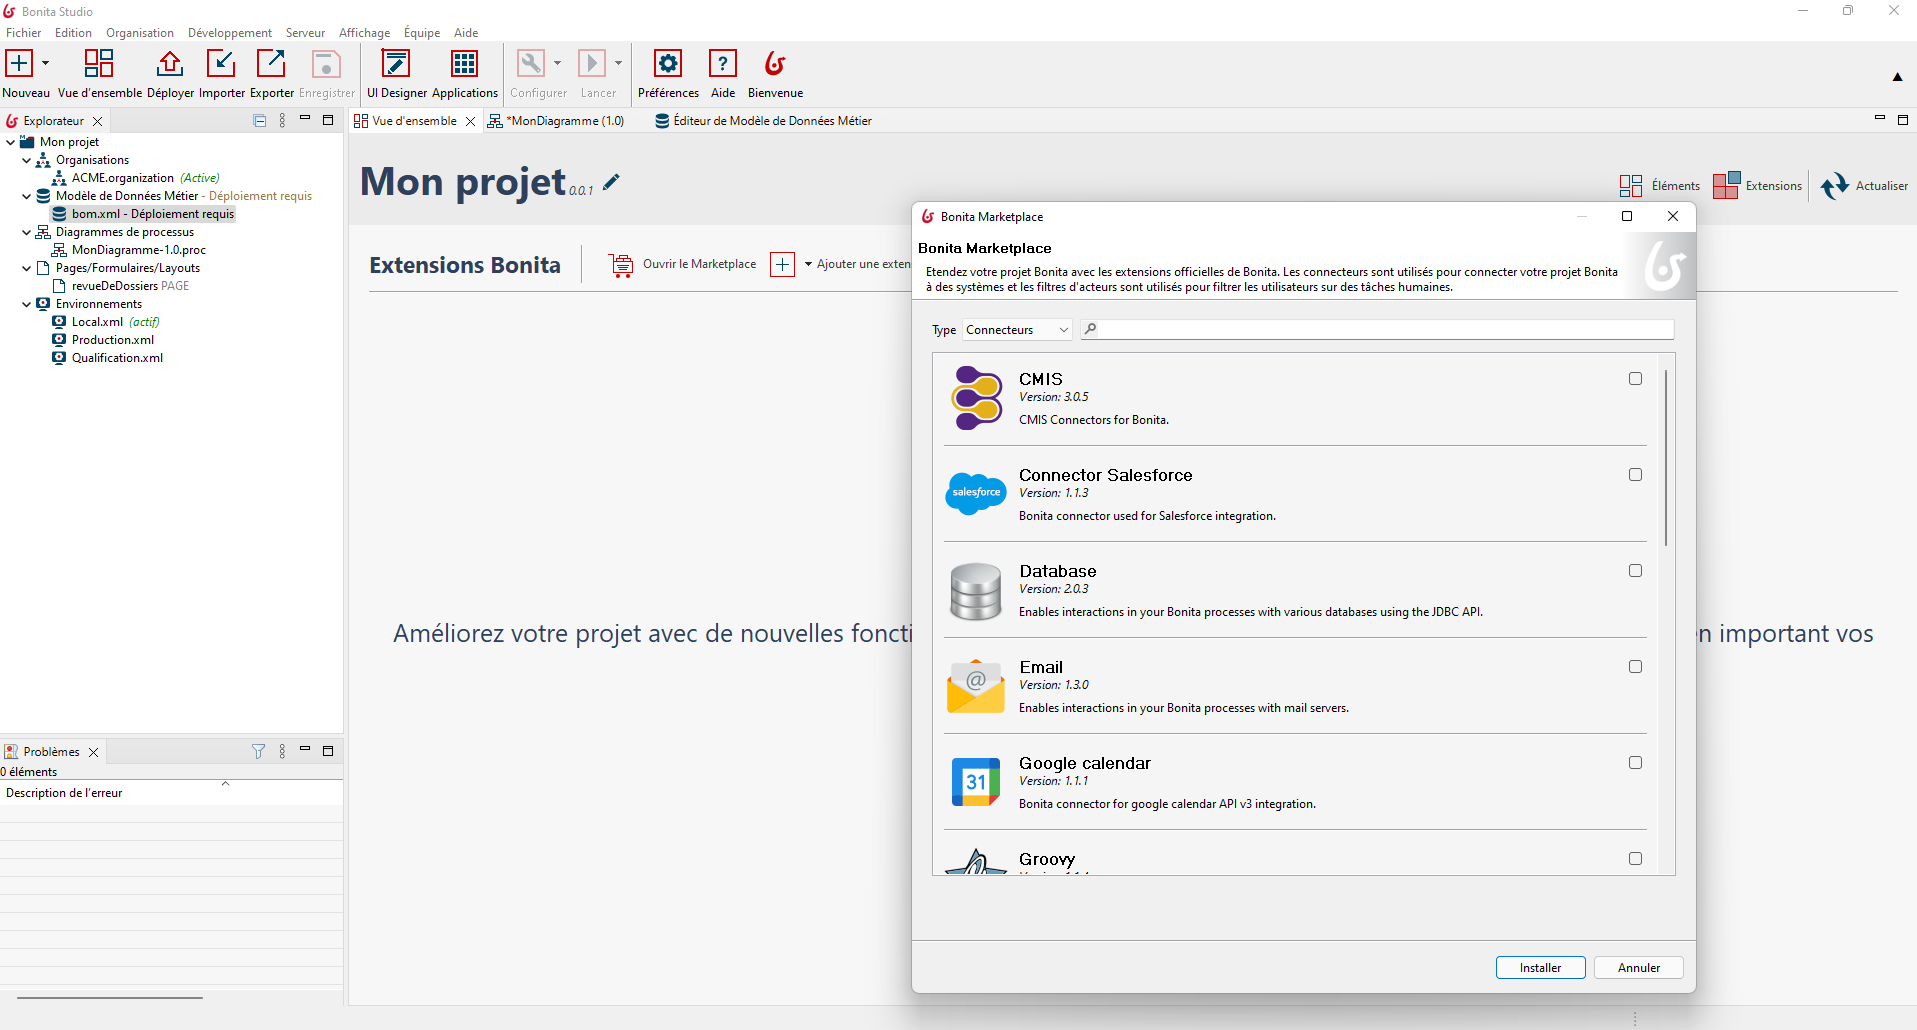 Bonita Studio
Fichier Edition Organisation Développement Serveur Affichage Équipe Aide
Nouveau Vue d'ensemble Déployer Importer Exporter Enregistrer UI Designer Applications Configurer Lancer Préférences Aide Bienvenue
Explorateur
Mon projet
Organisations
ACME.organization (Active)
Modèle de Données Métier - Déploiement requis
bom.xml - Déploiement requis
Diagrammes de processus
MonDiagramme-1.0.proc
Pages/Formulaires/Layouts
revueDeDossiers PAGE
Environnements
Local.xml (actif)
Production.xml
Qualification.xml
Problèmes
0 éléments
Description de l'erreur
Vue d'ensemble *MonDiagramme (1.0) Éditeur de Modèle de Données Métier
Mon projet 0.0.1
Éléments Extensions Actualiser
Extensions Bonita Ouvrir le Marketplace Ajouter une exten
Améliorez votre projet avec de nouvelles foncti
n important vos
Bonita Marketplace
Bonita Marketplace
Etendez votre projet Bonita avec les extensions officielles de Bonita. Les connecteurs sont utilisés pour connecter votre projet Bonita
à des systèmes et les filtres d'acteurs sont utilisés pour filtrer les utilisateurs sur des tâches humaines.
Type Connecteurs
CMIS
Version: 3.0.5
CMIS Connectors for Bonita.
salesforce
Connector Salesforce
Version: 1.1.3
Bonita connector used for Salesforce integration.
Database
Version: 2.0.3
Enables interactions in your Bonita processes with various databases using the JDBC API.
@
Email
Version: 1.3.0
Enables interactions in your Bonita processes with mail servers.
31
Google calendar
Version: 1.1.1
Bonita connector for google calendar API v3 integration.
Groovy
Installer Annuler